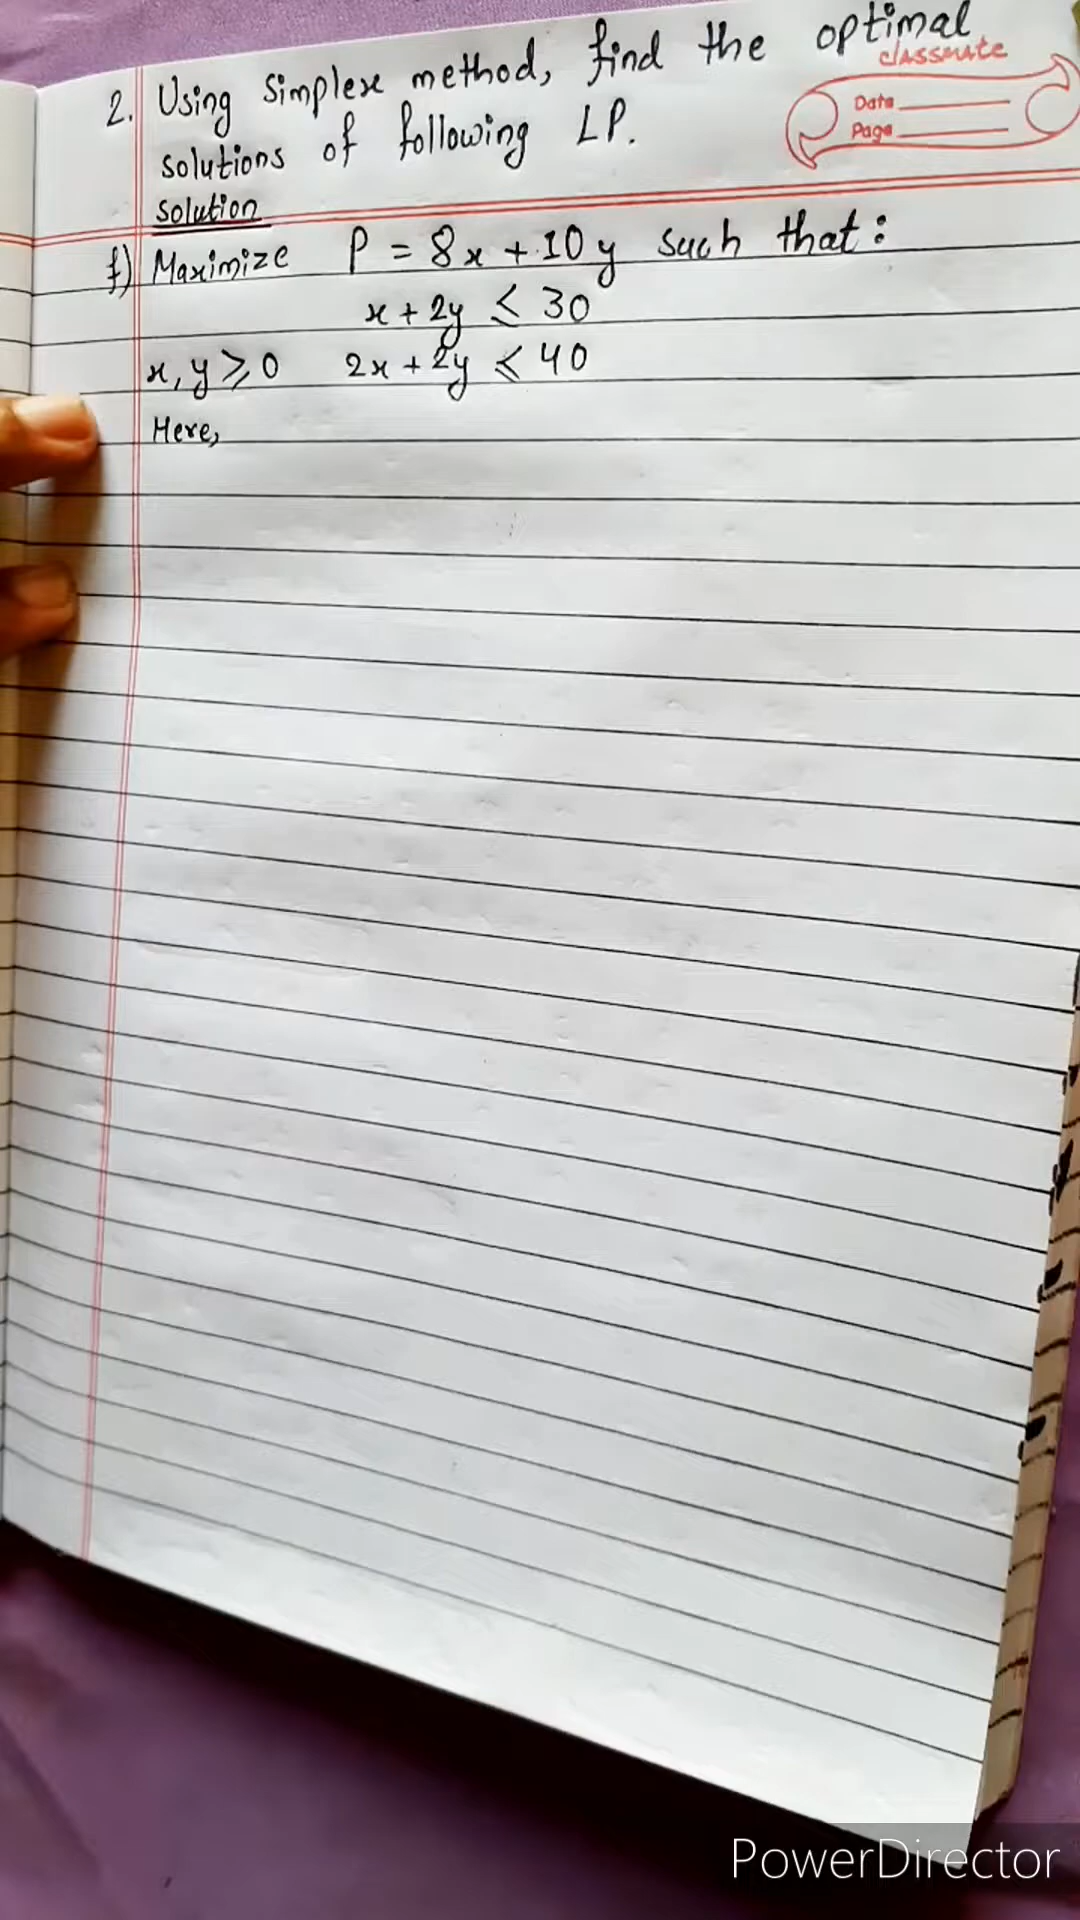 2. Using simplex method, find the optimal
classmate
Date
Page
solutions of following LP.
solution
f) Maximize P = 8x + 10y such that:
x + 2y ≤ 30
x, y ≥ 0 2x + 2y ≤ 40
Here,
PowerDirector